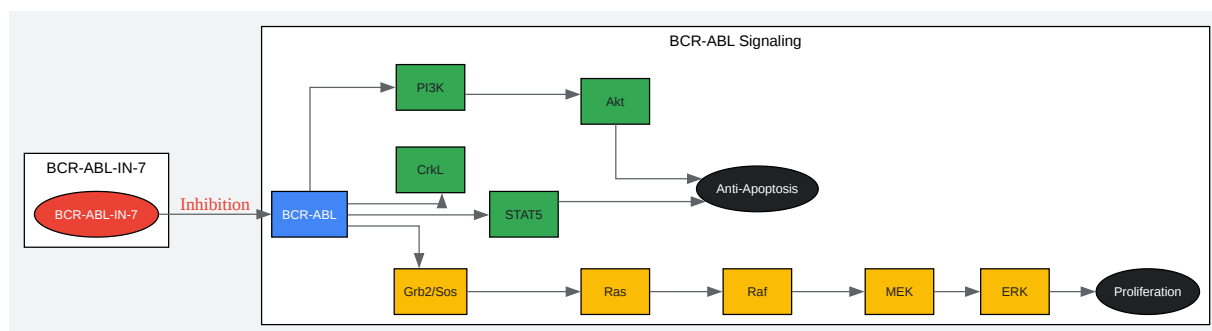 BCR-ABL Signaling
PI3K
Akt
BCR-ABL-IN-7
CrkL
Anti-Apoptosis
BCR-ABL-IN-7
Inhibition
BCR-ABL
STAT5
Grb2/Sos
Ras
Raf
MEK
ERK
Proliferation